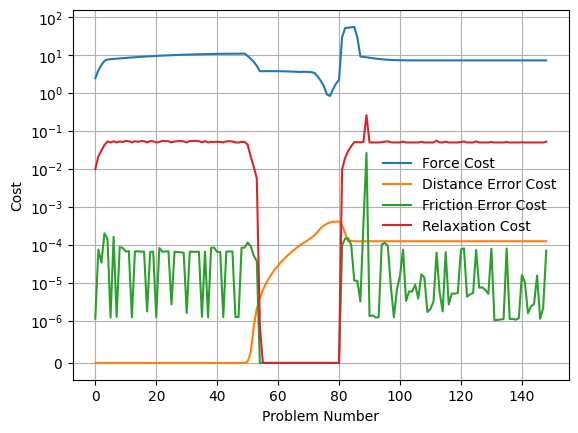 10²
10¹
10⁰
10⁻¹
10⁻²
10⁻³
10⁻⁴
10⁻⁵
10⁻⁶
0
Cost
Force Cost
Distance Error Cost
Friction Error Cost
Relaxation Cost
0 20 40 60 80 100 120 140
Problem Number